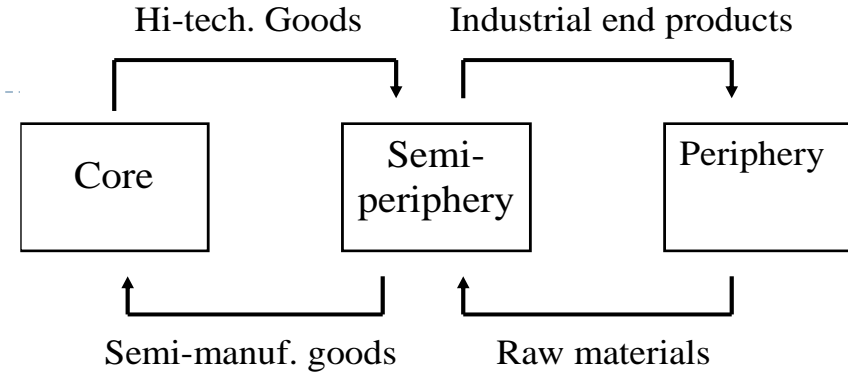 Hi-tech. Goods
Industrial end products
Core
Semi-
periphery
Periphery
Semi-manuf. goods
Raw materials